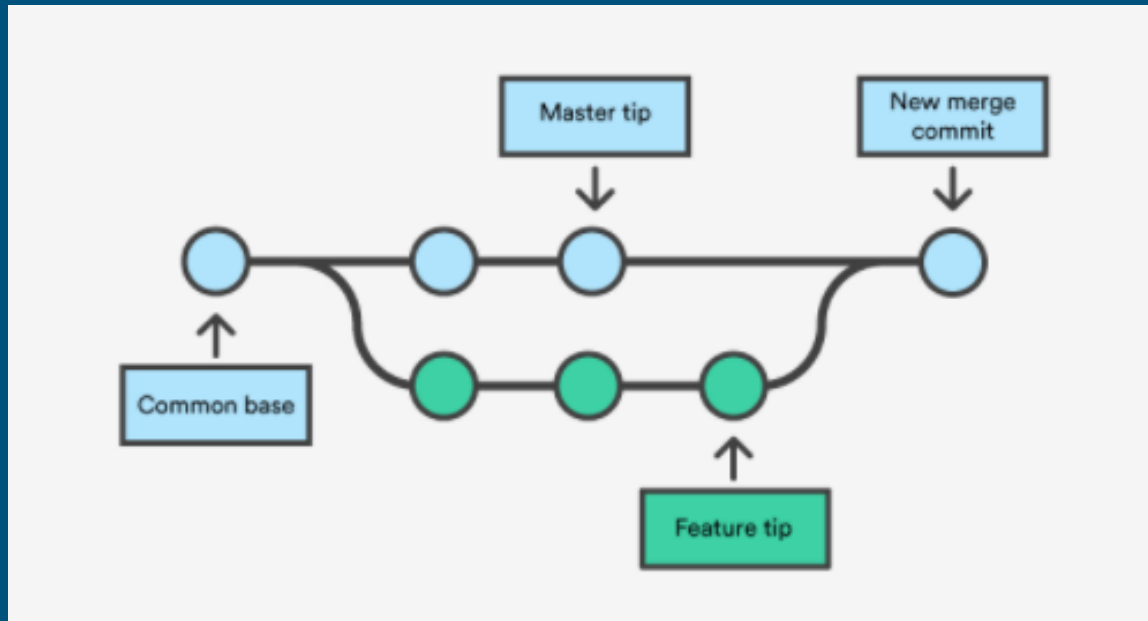 Master tip
New merge
commit
Common base
Feature tip